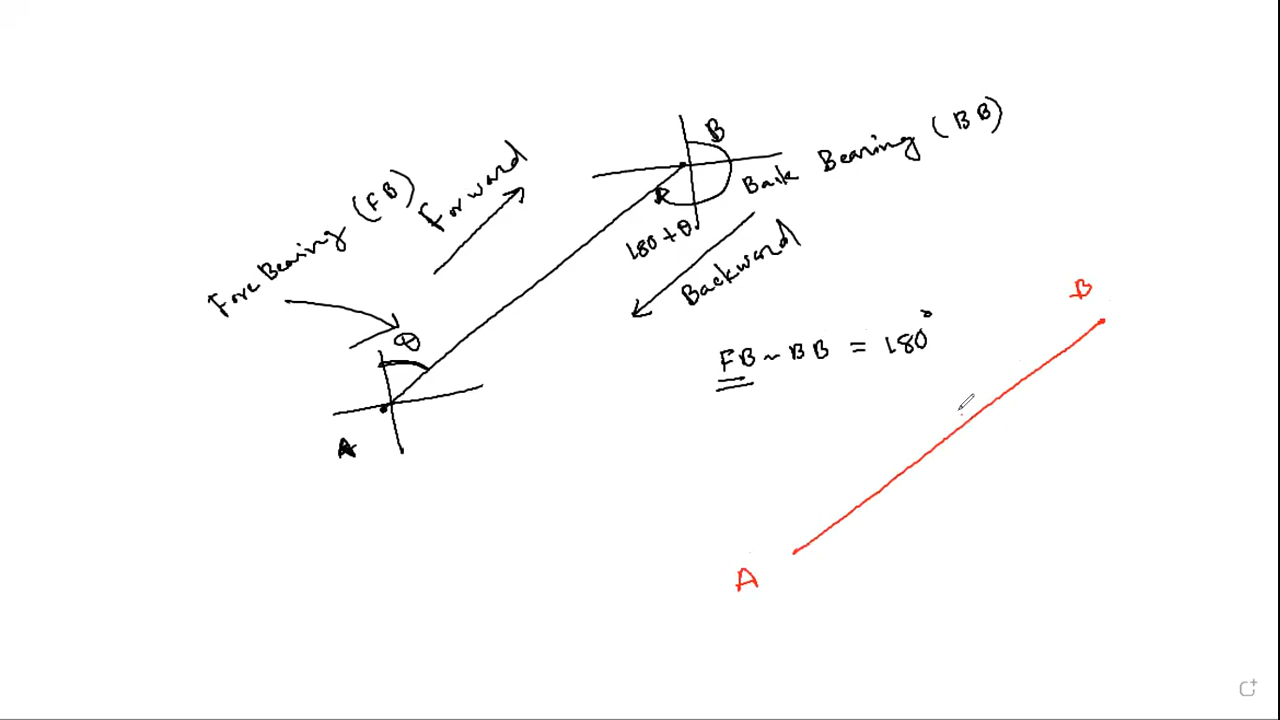 Fore Bearing (FB)
Forward
B
Back Bearing (BB)
180+θ
Backward
θ
A
FB ~ BB = 180°
B
A